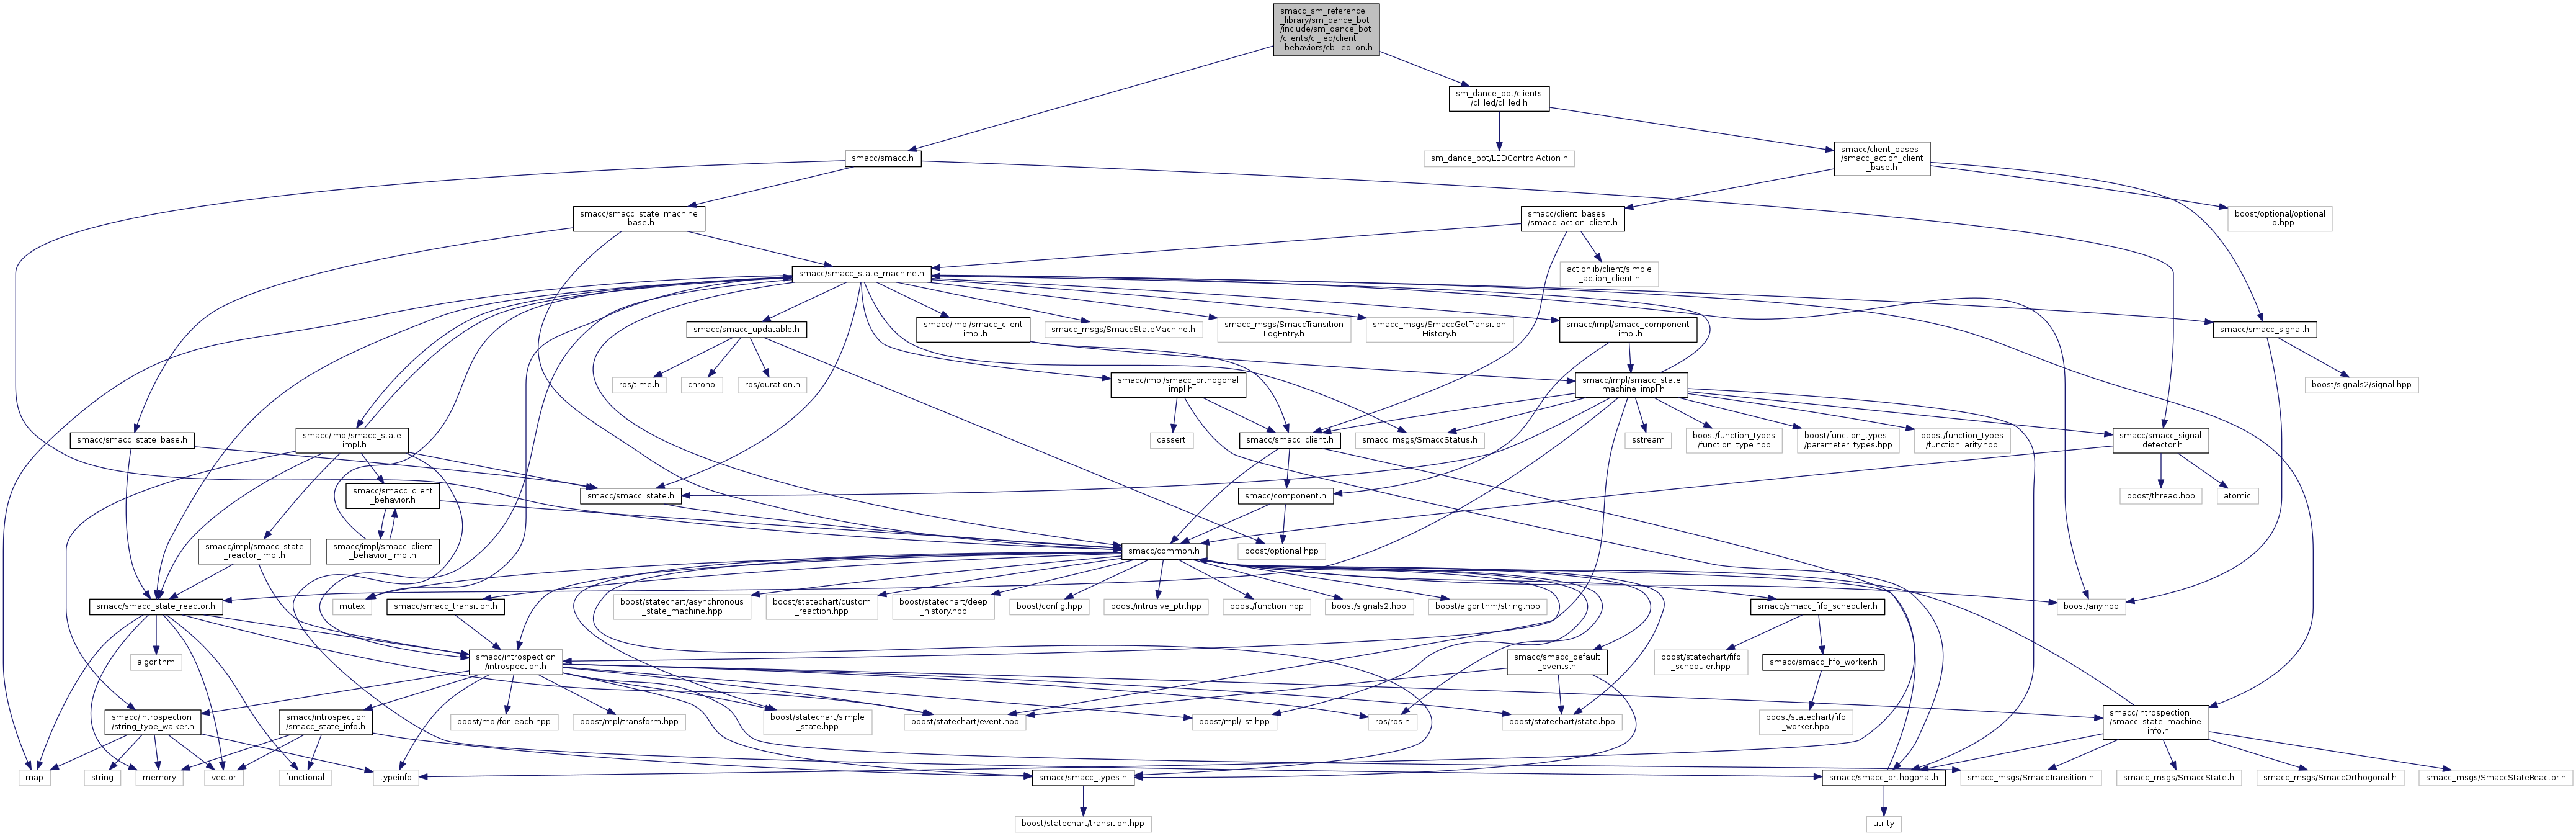 smacc_sm_reference
_library/sm_dance_bot
/include/sm_dance_bot
/clients/cl_led/client
_behaviors/cb_led_on.h
sm_dance_bot/clients
/cl_led/cl_led.h
smacc/smacc.h
sm_dance_bot/LEDControlAction.h
smacc/client_bases
/smacc_action_client
_base.h
smacc/smacc_state_machine
_base.h
smacc/client_bases
/smacc_action_client.h
boost/optional/optional
_io.hpp
smacc/smacc_state_machine.h
actionlib/client/simple
_action_client.h
smacc/smacc_updatable.h
smacc/impl/smacc_client
_impl.h
smacc_msgs/SmaccStateMachine.h
smacc_msgs/SmaccTransition
LogEntry.h
smacc_msgs/SmaccGetTransition
History.h
smacc/impl/smacc_component
_impl.h
smacc/smacc_signal.h
ros/time.h
chrono
ros/duration.h
smacc/impl/smacc_orthogonal
_impl.h
smacc/impl/smacc_state
_machine_impl.h
boost/signals2/signal.hpp
smacc/smacc_state_base.h
smacc/impl/smacc_state
_impl.h
cassert
smacc/smacc_client.h
smacc_msgs/SmaccStatus.h
sstream
boost/function_types
/function_type.hpp
boost/function_types
/parameter_types.hpp
boost/function_types
/function_arity.hpp
smacc/smacc_signal
_detector.h
smacc/smacc_client
_behavior.h
smacc/smacc_state.h
smacc/component.h
boost/thread.hpp
atomic
smacc/impl/smacc_state
_reactor_impl.h
smacc/impl/smacc_client
_behavior_impl.h
smacc/common.h
boost/optional.hpp
smacc/smacc_state_reactor.h
mutex
smacc/smacc_transition.h
boost/statechart/asynchronous
_state_machine.hpp
boost/statechart/custom
_reaction.hpp
boost/statechart/deep
_history.hpp
boost/config.hpp
boost/intrusive_ptr.hpp
boost/function.hpp
boost/signals2.hpp
boost/algorithm/string.hpp
smacc/smacc_fifo_scheduler.h
boost/any.hpp
algorithm
smacc/introspection
/introspection.h
smacc/smacc_default
_events.h
boost/statechart/fifo
_scheduler.hpp
smacc/smacc_fifo_worker.h
smacc/introspection
/string_type_walker.h
smacc/introspection
/smacc_state_info.h
boost/mpl/for_each.hpp
boost/mpl/transform.hpp
boost/statechart/simple
_state.hpp
boost/statechart/event.hpp
boost/mpl/list.hpp
ros/ros.h
boost/statechart/state.hpp
boost/statechart/fifo
_worker.hpp
smacc/introspection
/smacc_state_machine
_info.h
map
string
memory
vector
functional
typeinfo
smacc/smacc_types.h
smacc/smacc_orthogonal.h
smacc_msgs/SmaccTransition.h
smacc_msgs/SmaccState.h
smacc_msgs/SmaccOrthogonal.h
smacc_msgs/SmaccStateReactor.h
boost/statechart/transition.hpp
utility